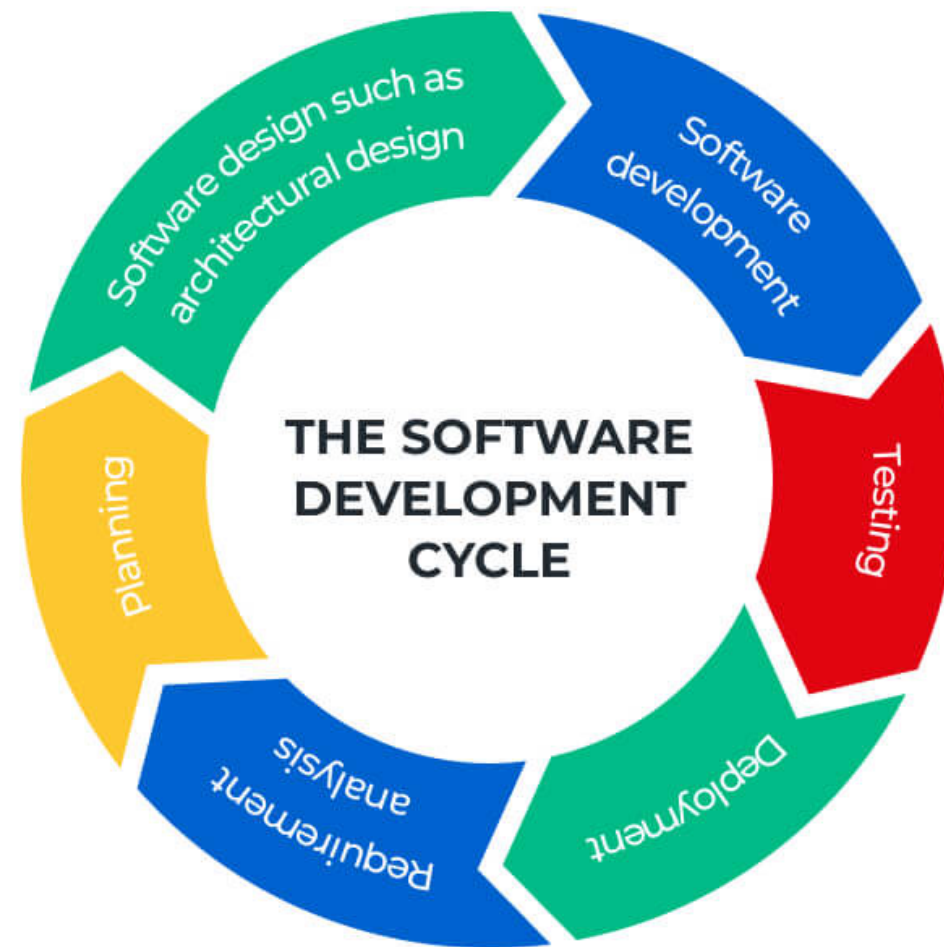 THE SOFTWARE
DEVELOPMENT
CYCLE
Software design such as
architectural design
Software
development
Testing
Deployment
Requirement
analysis
Planning